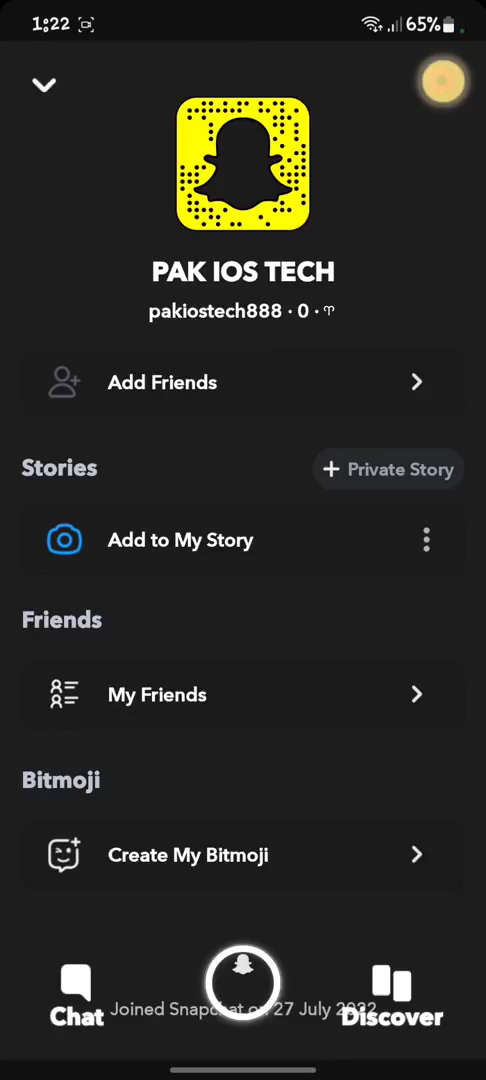 1:22 65%
PAK IOS TECH
pakiostech888 · 0 · ♈
Add Friends
Stories
+ Private Story
Add to My Story
Friends
My Friends
Bitmoji
Create My Bitmoji
Joined Snapchat on 27 July 2022
Chat
Discover